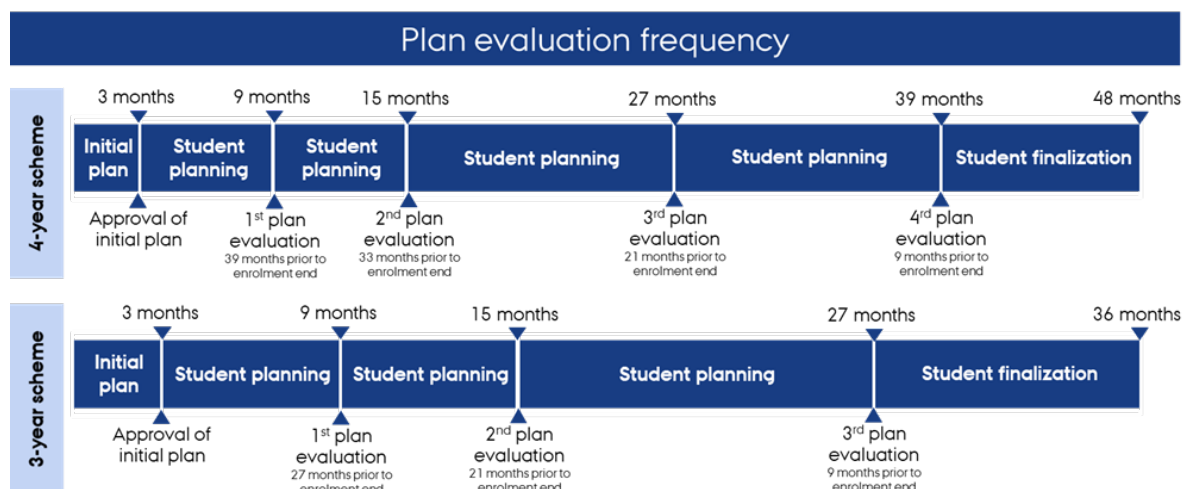 Plan evaluation frequency
4-year scheme
3 months 9 months 15 months 27 months 39 months 48 months
Initial plan
Student planning
Student planning
Student planning
Student planning
Student finalization
Approval of
initial plan
1st plan
evaluation
39 months prior to
enrolment end
2nd plan
evaluation
33 months prior to
enrolment end
3rd plan
evaluation
21 months prior to
enrolment end
4rd plan
evaluation
9 months prior to
enrolment end
3-year scheme
3 months 9 months 15 months 27 months 36 months
Initial
plan
Student planning
Student planning
Student planning
Student finalization
Approval of
initial plan
1st plan
evaluation
27 months prior to
enrolment end
2nd plan
evaluation
21 months prior to
enrolment end
3rd plan
evaluation
9 months prior to
enrolment end